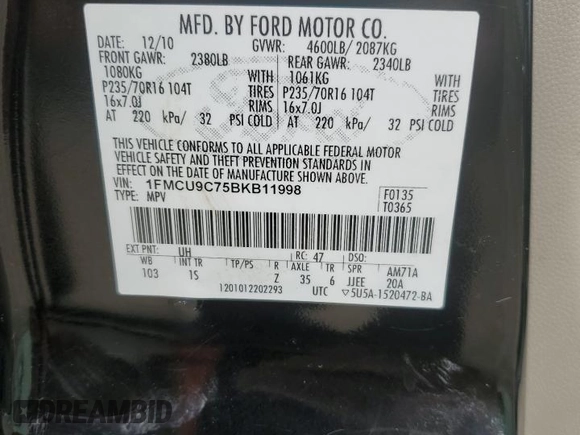 MFD. BY FORD MOTOR CO.
DATE: 12/10 GVWR: 4600LB/ 2087KG
FRONT GAWR: 2380LB REAR GAWR: 2340LB
1080KG WITH 1061KG WITH
P235/70R16 104T TIRES P235/70R16 104T TIRES
16x7.0J RIMS 16x7.0J RIMS
AT 220 kPa/ 32 PSI COLD AT 220 kPa/ 32 PSI COLD
THIS VEHICLE CONFORMS TO ALL APPLICABLE FEDERAL MOTOR
VEHICLE SAFETY AND THEFT PREVENTION STANDARDS IN
EFFECT ON THE DATE OF MANUFACTURE SHOWN ABOVE.
VIN: 1FMCU9C75BKB11998 F0135
TYPE: MPV T0365
EXT PNT: UH RC: 47 DSO:
WB INT TR TP/PS R AXLE TR SPR AM71A
103 1S Z 35 6 JJEE 20A
1201012202293 UTC ▽5U5A-1520472-BA
DREAMBID